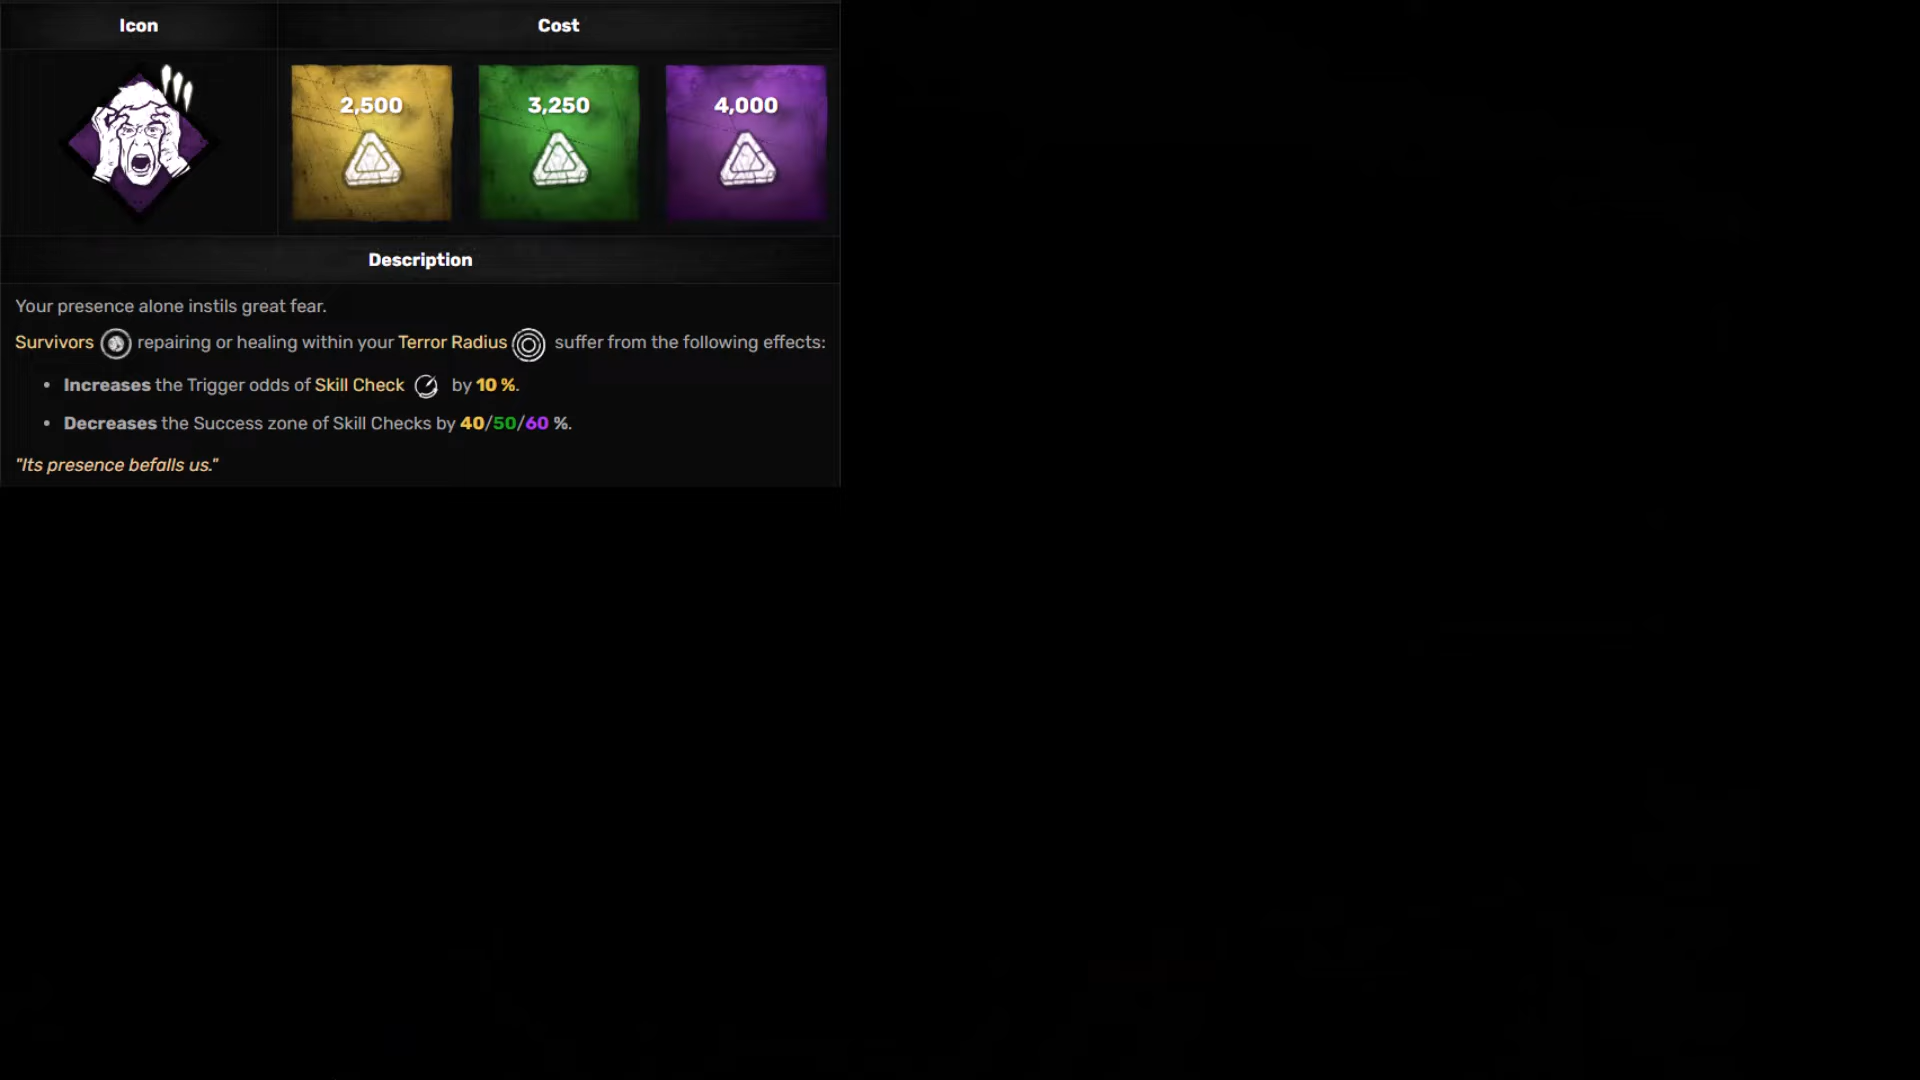 Icon
Cost
2,500
3,250
4,000
Description
Your presence alone instils great fear.
Survivors repairing or healing within your Terror Radius suffer from the following effects:
• Increases the Trigger odds of Skill Check by 10 %.
• Decreases the Success zone of Skill Checks by 40/50/60 %.
"Its presence befalls us."